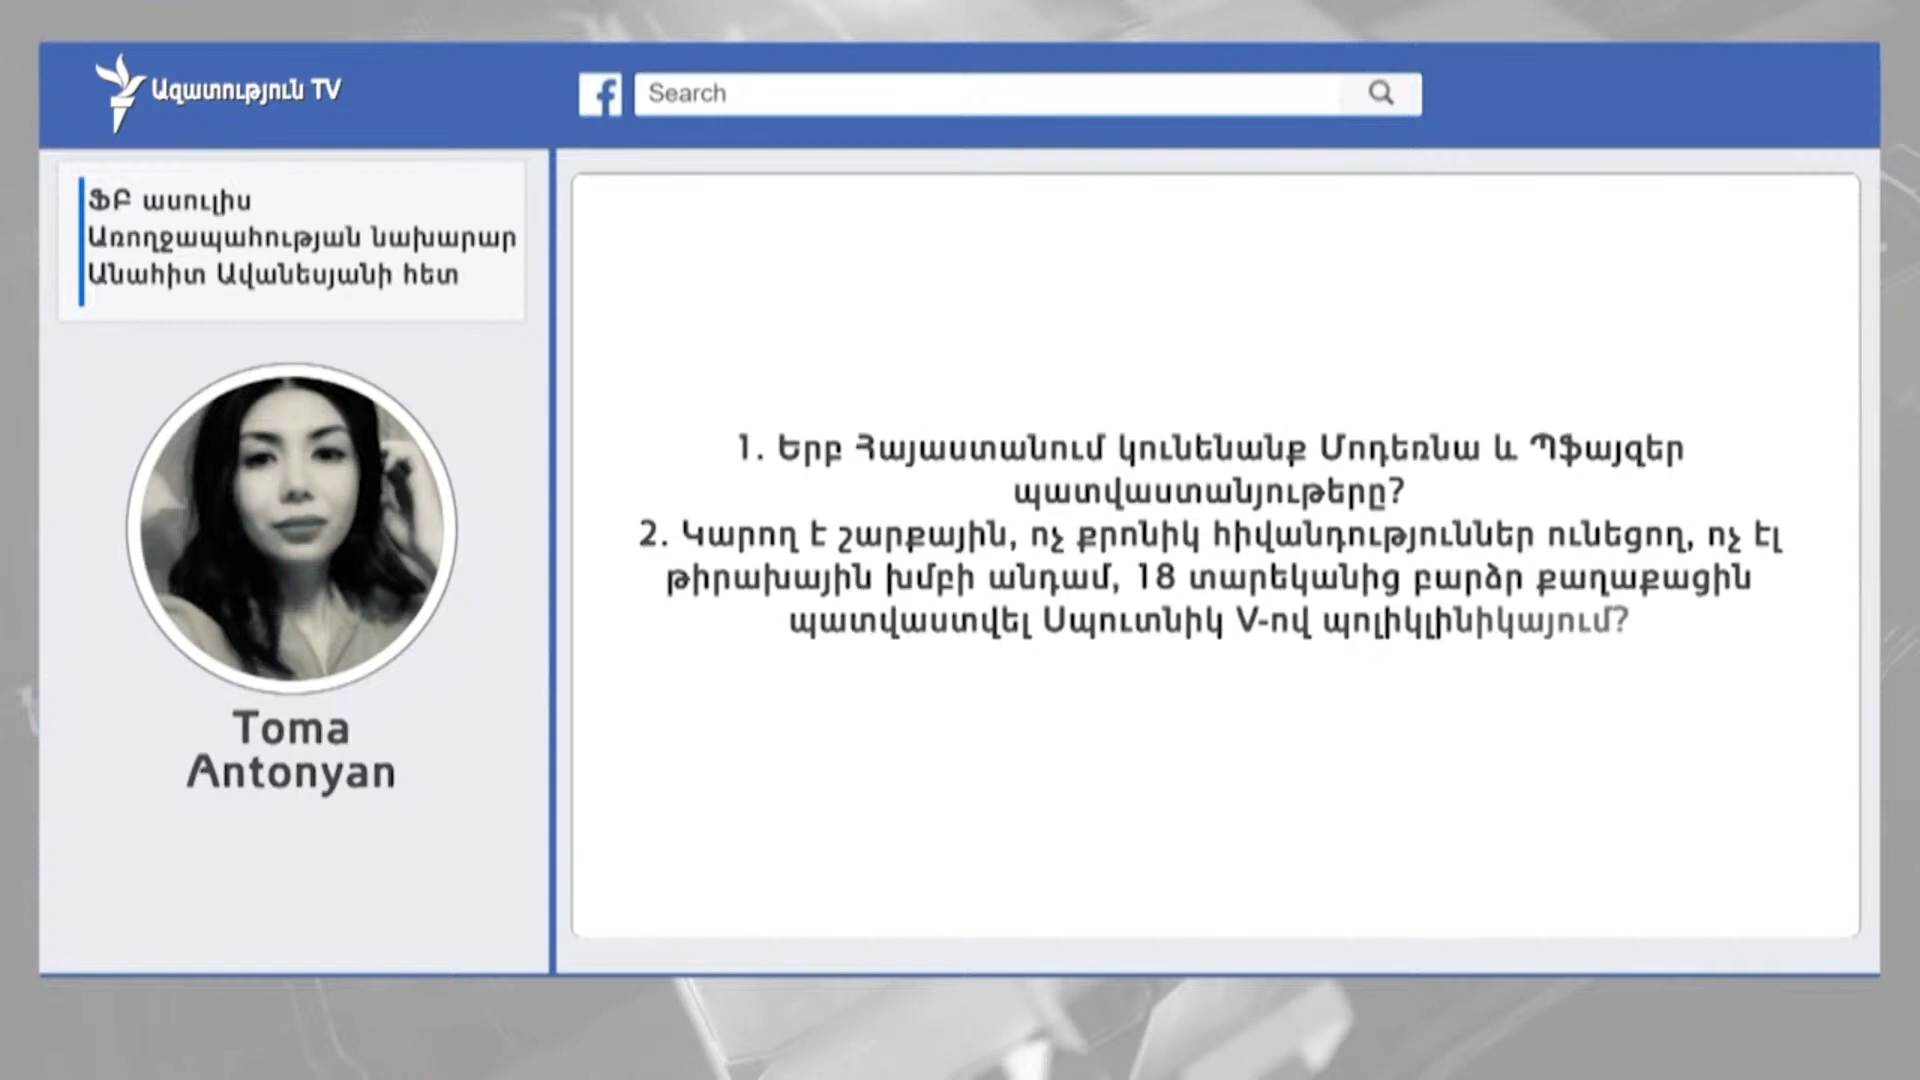 Ազատություն TV
Search
ՖԲ ասուլիս
Առողջապահության նախարար
Անահիտ Ավանեսյանի հետ
Toma
Antonyan
1. Երբ Հայաստանում կունենանք Մոդեռնա և Պֆայզեր
պատվաստանյութերը?
2. Կարող է շարքային, ոչ քրոնիկ հիվանդություններ ունեցող, ոչ էլ
թիրախային խմբի անդամ, 18 տարեկանից բարձր քաղաքացին
պատվաստվել Սպուտնիկ V-ով պոլիկլինիկայում?